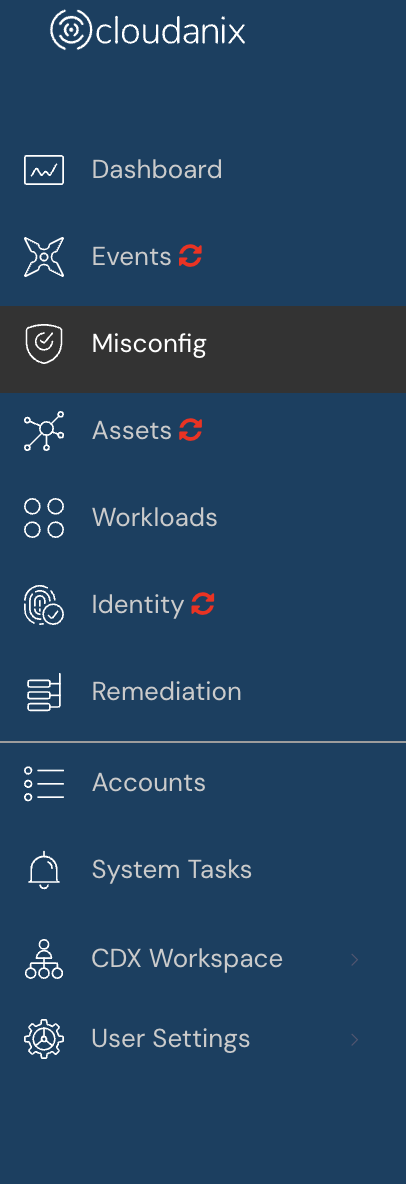 cloudanix
Dashboard
Events
Misconfig
Assets
Workloads
Identity
Remediation
Accounts
System Tasks
CDX Workspace
User Settings